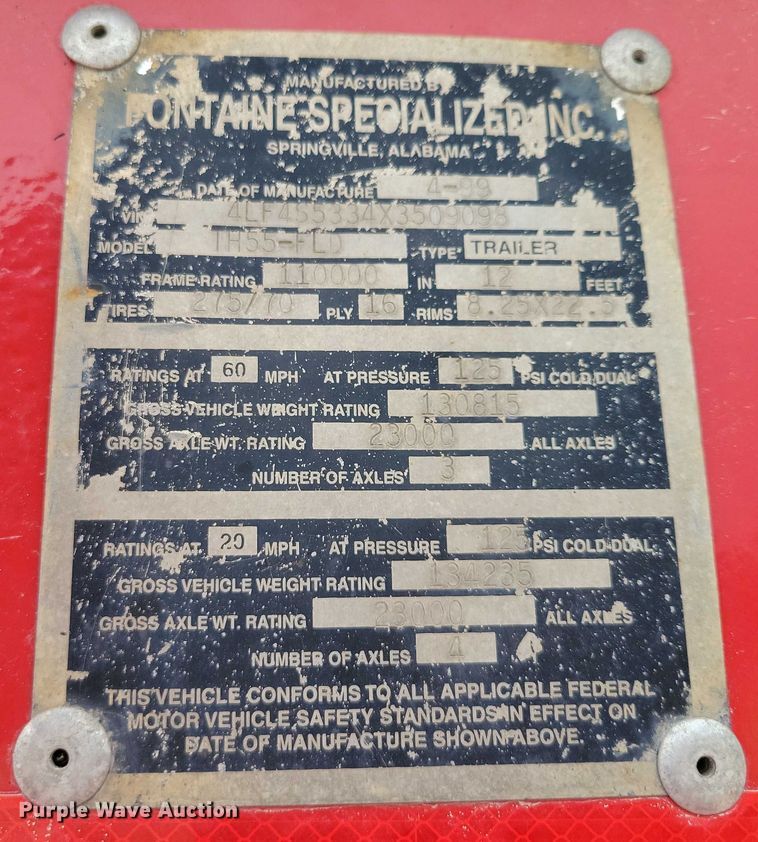 MANUFACTURED BY
FONTAINE SPECIALIZED INC.
SPRINGVILLE, ALABAMA
DATE OF MANUFACTURE 4-99
VIN 4LF4S5334X3509098
MODEL TH55-FLD TYPE TRAILER
FRAME RATING 110000 IN 12 FEET
TIRES 275/70 PLY 16 RIMS 8.25X22.5
RATINGS AT 60 MPH AT PRESSURE 125 PSI COLD-DUAL
GROSS VEHICLE WEIGHT RATING 130815
GROSS AXLE WT. RATING 23000 ALL AXLES
NUMBER OF AXLES 3
RATINGS AT 20 MPH AT PRESSURE 125 PSI COLD-DUAL
GROSS VEHICLE WEIGHT RATING 134235
GROSS AXLE WT. RATING 23000 ALL AXLES
NUMBER OF AXLES 4
THIS VEHICLE CONFORMS TO ALL APPLICABLE FEDERAL
MOTOR VEHICLE SAFETY STANDARDS IN EFFECT ON
DATE OF MANUFACTURE SHOWN ABOVE.
Purple Wave Auction